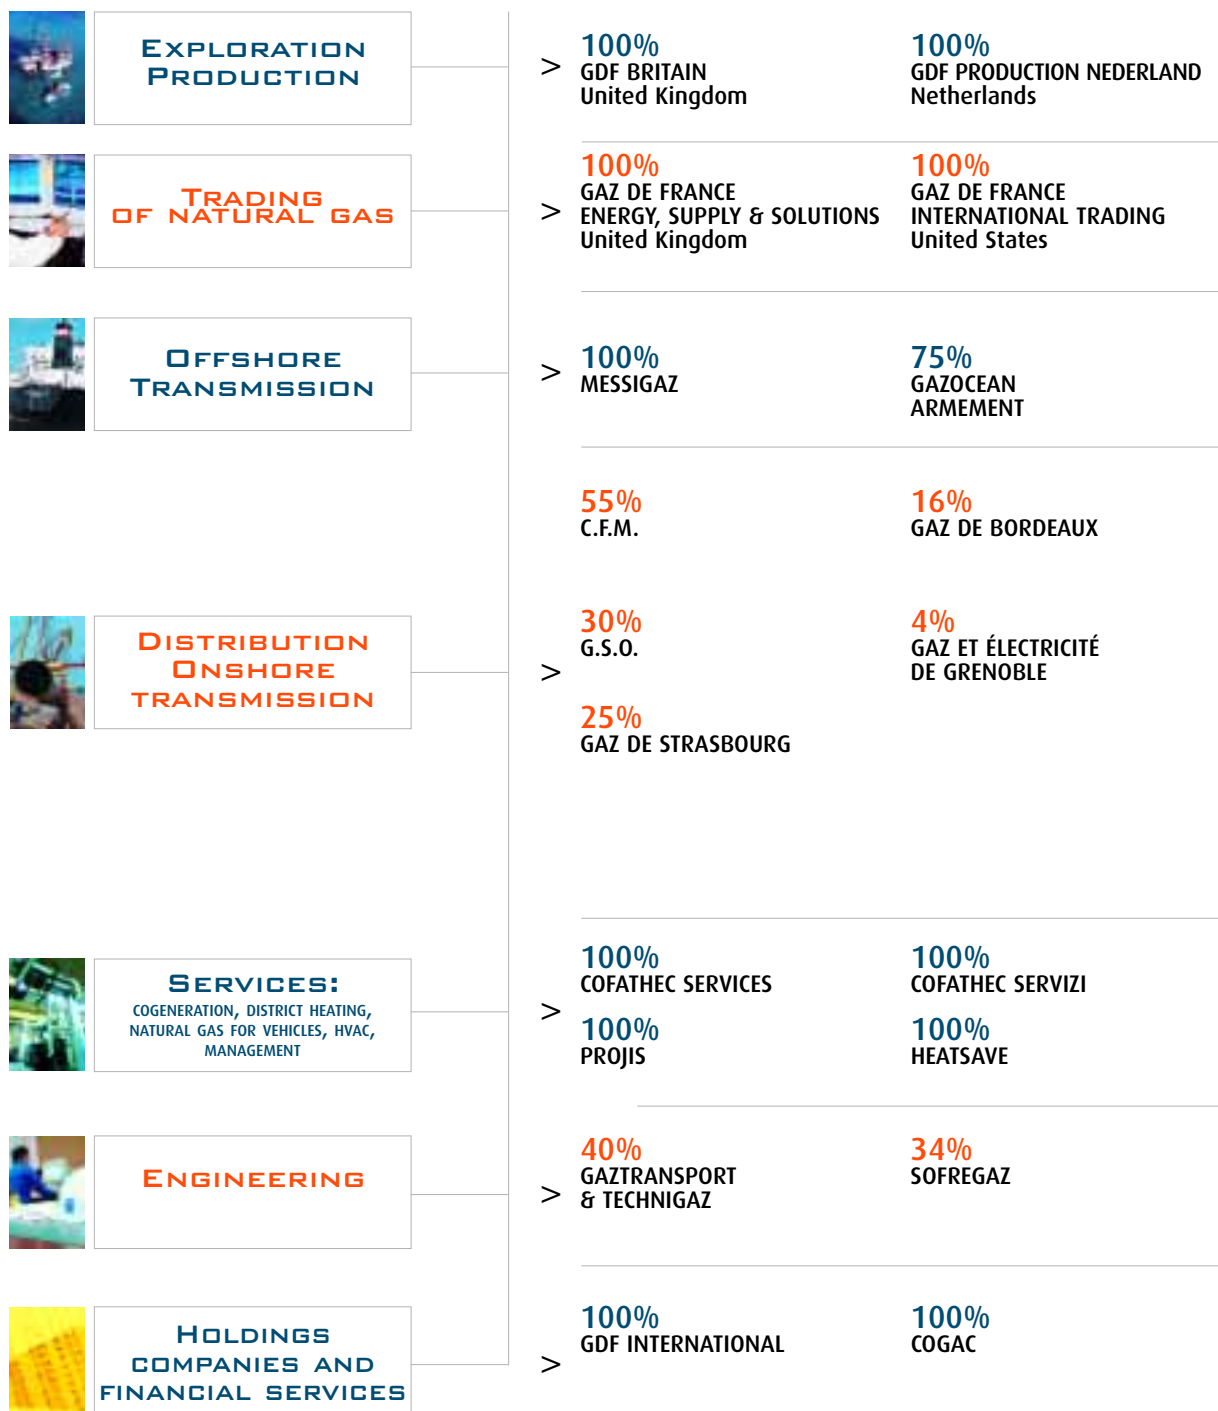 EXPLORATION
PRODUCTION
>
100%
GDF BRITAIN
United Kingdom
100%
GDF PRODUCTION NEDERLAND
Netherlands
TRADING
OF NATURAL GAS
>
100%
GAZ DE FRANCE
ENERGY, SUPPLY & SOLUTIONS
United Kingdom
100%
GAZ DE FRANCE
INTERNATIONAL TRADING
United States
OFFSHORE
TRANSMISSION
>
100%
MESSIGAZ
75%
GAZOCEAN
ARMEMENT
DISTRIBUTION
ONSHORE
TRANSMISSION
>
55%
C.F.M.
16%
GAZ DE BORDEAUX
30%
G.S.O.
4%
GAZ ET ÉLECTRICITÉ
DE GRENOBLE
25%
GAZ DE STRASBOURG
SERVICES:
COGENERATION, DISTRICT HEATING,
NATURAL GAS FOR VEHICLES, HVAC,
MANAGEMENT
>
100%
COFATHEC SERVICES
100%
COFATHEC SERVIZI
100%
PROJIS
100%
HEATSAVE
ENGINEERING
>
40%
GAZTRANSPORT
& TECHNIGAZ
34%
SOFREGAZ
HOLDINGS
COMPANIES AND
FINANCIAL SERVICES
>
100%
GDF INTERNATIONAL
100%
COGAC